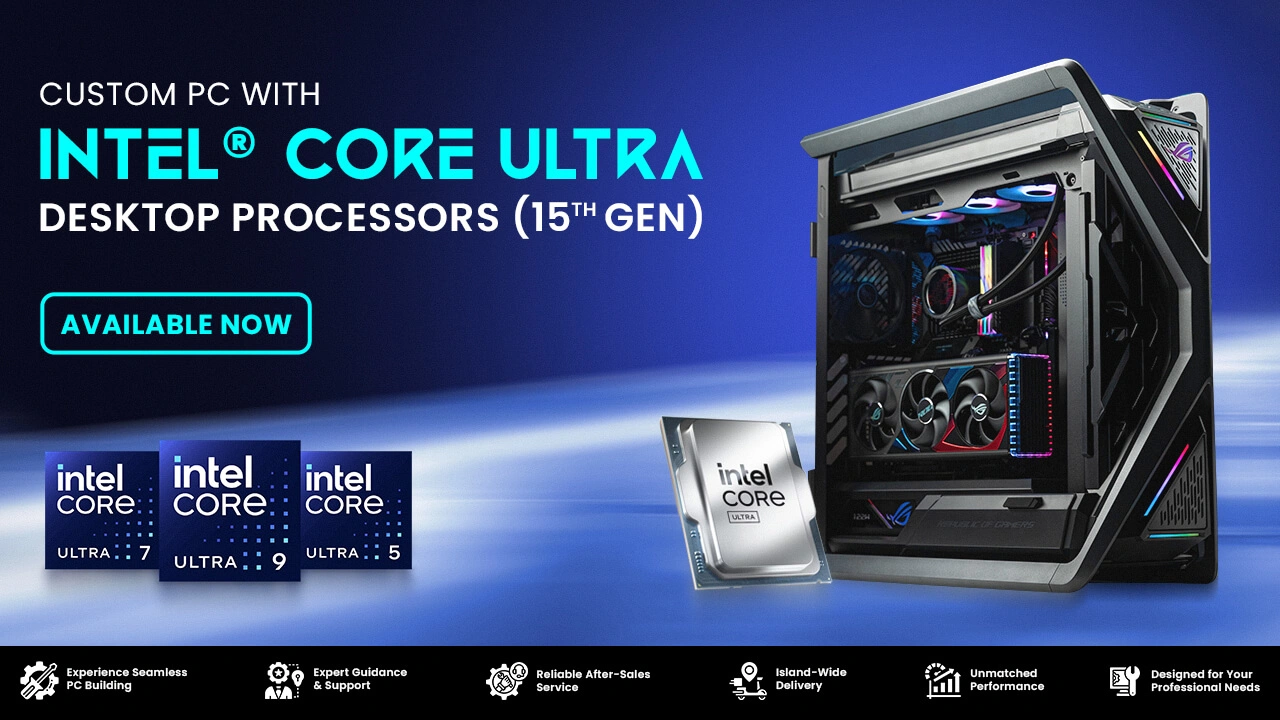 CUSTOM PC WITH
INTEL® CORE ULTRA
DESKTOP PROCESSORS (15TH GEN)
AVAILABLE NOW
intel
CORE
ULTRA 7
intel
CORE
ULTRA 9
intel
CORE
ULTRA 5
intel
CORE
ULTRA
REPUBLIC OF GAMERS
Experience Seamless
PC Building
Expert Guidance
& Support
Reliable After-Sales
Service
Island-Wide
Delivery
Unmatched
Performance
Designed for Your
Professional Needs